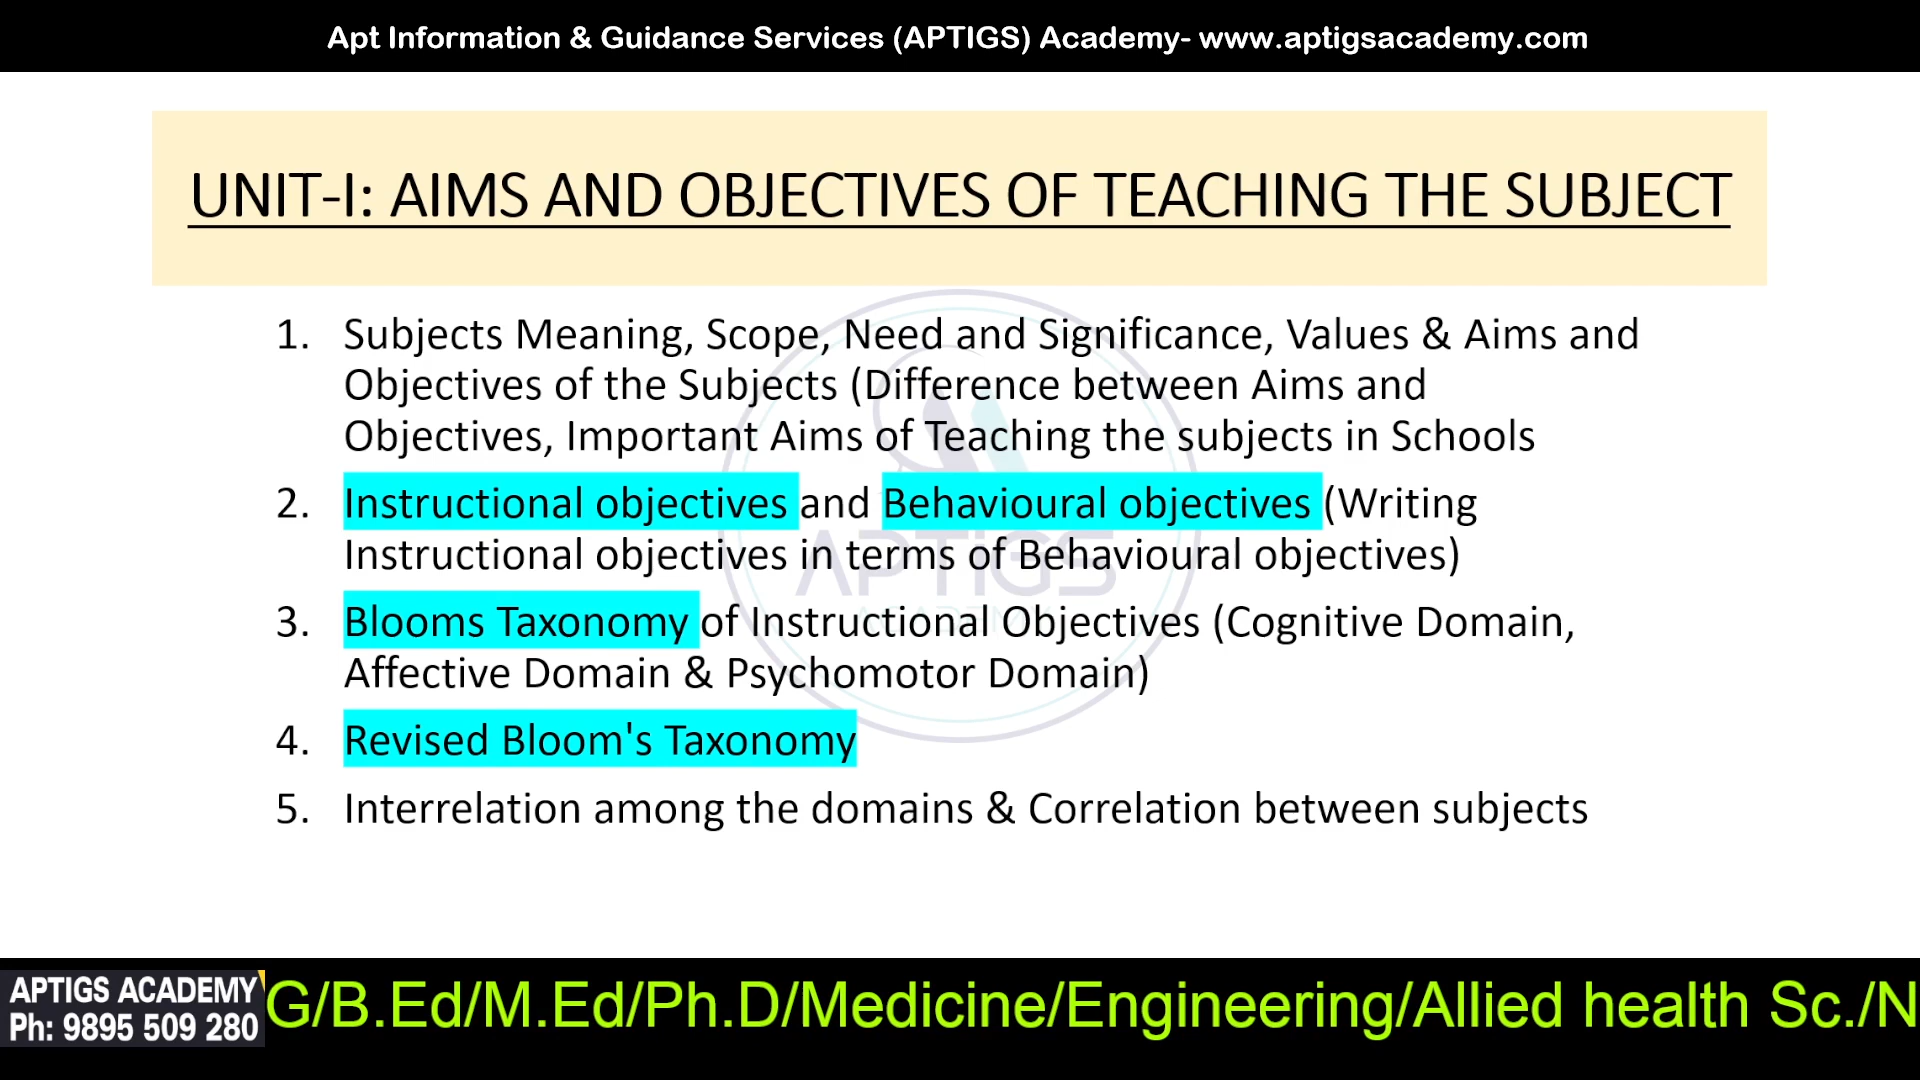 Apt Information & Guidance Services (APTIGS) Academy- www.aptigsacademy.com
UNIT-I: AIMS AND OBJECTIVES OF TEACHING THE SUBJECT
1. Subjects Meaning, Scope, Need and Significance, Values & Aims and
Objectives of the Subjects (Difference between Aims and
Objectives, Important Aims of Teaching the subjects in Schools
2. Instructional objectives and Behavioural objectives (Writing
Instructional objectives in terms of Behavioural objectives)
3. Blooms Taxonomy of Instructional Objectives (Cognitive Domain,
Affective Domain & Psychomotor Domain)
4. Revised Bloom's Taxonomy
5. Interrelation among the domains & Correlation between subjects
APTIGS
ACADEMY
APTIGS ACADEMY
Ph: 9895 509 280
G/B.Ed/M.Ed/Ph.D/Medicine/Engineering/Allied health Sc./N